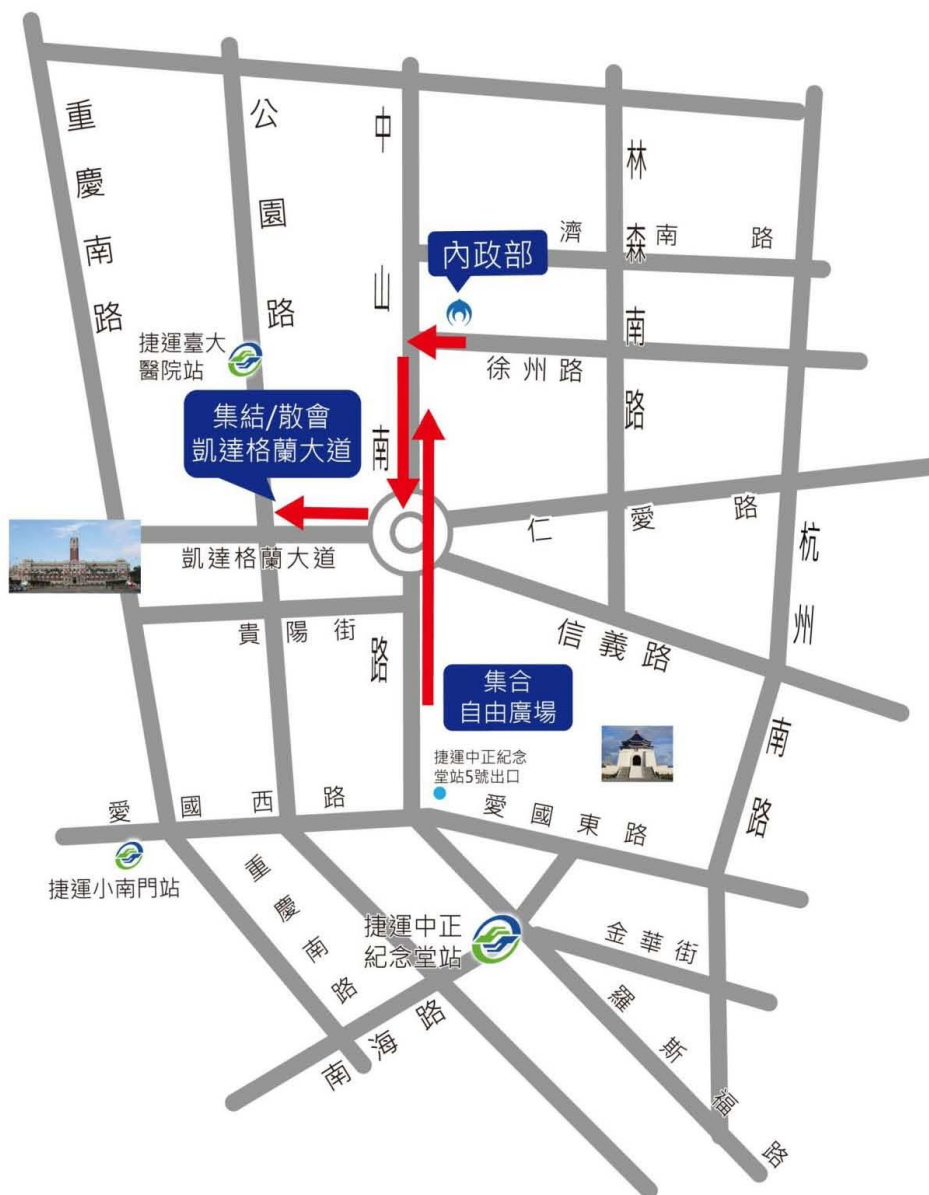 重慶南路
公園路
中山南路
林森南路
濟南路
內政部
捷運臺大
醫院站
徐州路
集結/散會
凱達格蘭大道
仁愛路
杭州南路
凱達格蘭大道
貴陽街
信義路
集合
自由廣場
捷運中正紀念
堂站5號出口
愛國西路
愛國東路
捷運小南門站
重慶南路
捷運中正
紀念堂站
金華街
南海路
羅斯福路